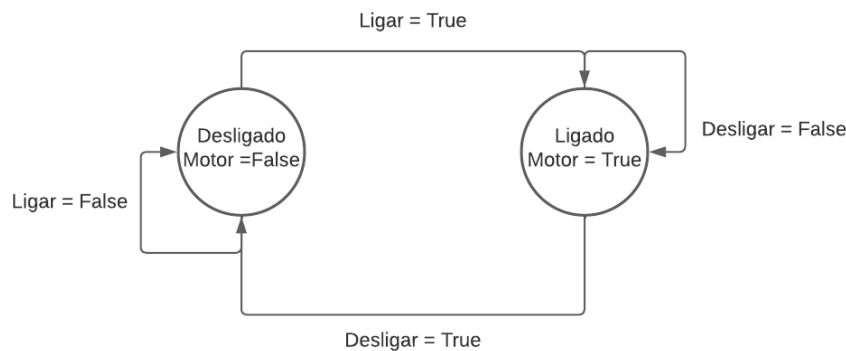 Ligar = True
Desligado
Motor =False
Ligado
Motor = True
Desligar = False
Ligar = False
Desligar = True